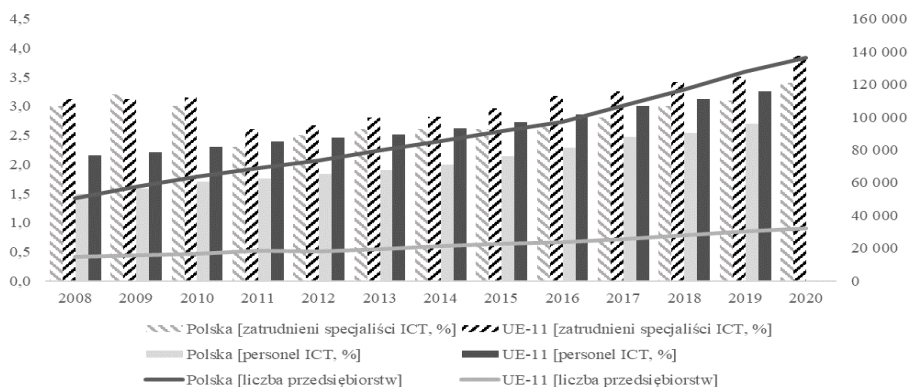 4,5 160 000
4,0 140 000
3,5 120 000
3,0 100 000
2,5 80 000
2,0 60 000
1,5 40 000
1,0 20 000
0,5 0
0,0
2008 2009 2010 2011 2012 2013 2014 2015 2016 2017 2018 2019 2020
Polska [zatrudnieni specjaliści ICT, %] UE-11 [zatrudnieni specjaliści ICT, %]
Polska [personel ICT, %] UE-11 [personel ICT, %]
Polska [liczba przedsiębiorstw] UE-11 [liczba przedsiębiorstw]